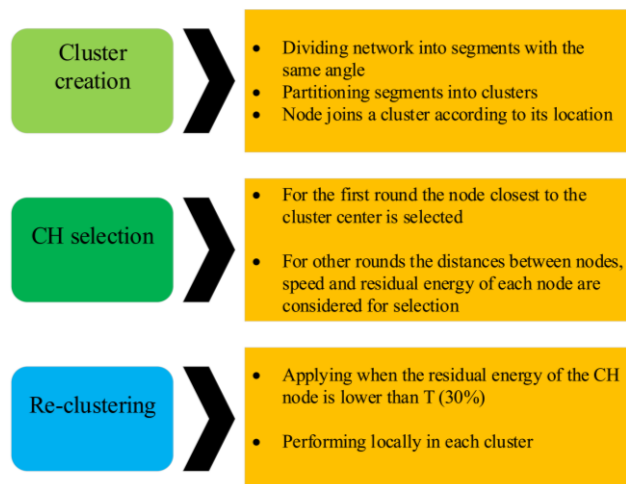 Cluster
creation
• Dividing network into segments with the
same angle
• Partitioning segments into clusters
• Node joins a cluster according to its location
CH selection
• For the first round the node closest to the
cluster center is selected
• For other rounds the distances between nodes,
speed and residual energy of each node are
considered for selection
Re-clustering
• Applying when the residual energy of the CH
node is lower than T (30%)
• Performing locally in each cluster